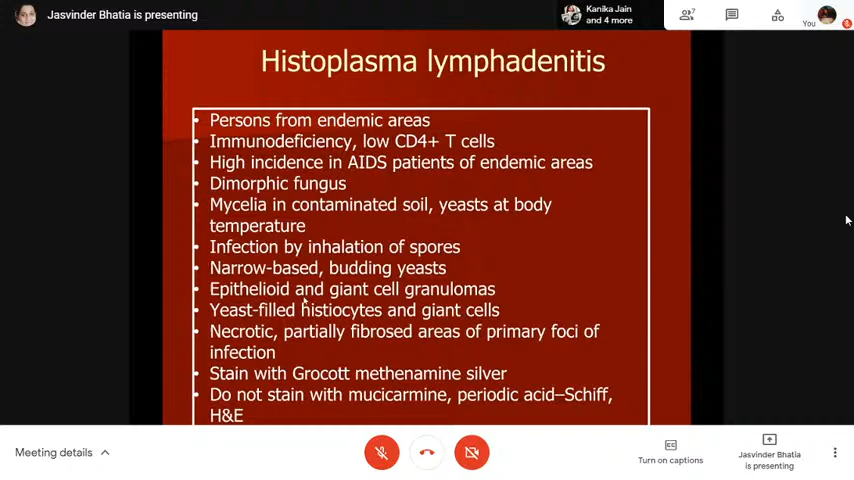 Jasvinder Bhatia is presenting
Kanika Jain
and 4 more
7
You
Histoplasma lymphadenitis
• Persons from endemic areas
• Immunodeficiency, low CD4+ T cells
• High incidence in AIDS patients of endemic areas
• Dimorphic fungus
• Mycelia in contaminated soil, yeasts at body
temperature
• Infection by inhalation of spores
• Narrow-based, budding yeasts
• Epithelioid and giant cell granulomas
• Yeast-filled histiocytes and giant cells
• Necrotic, partially fibrosed areas of primary foci of
infection
• Stain with Grocott methenamine silver
• Do not stain with mucicarmine, periodic acid–Schiff,
H&E
Meeting details
Turn on captions
Jasvinder Bhatia
is presenting